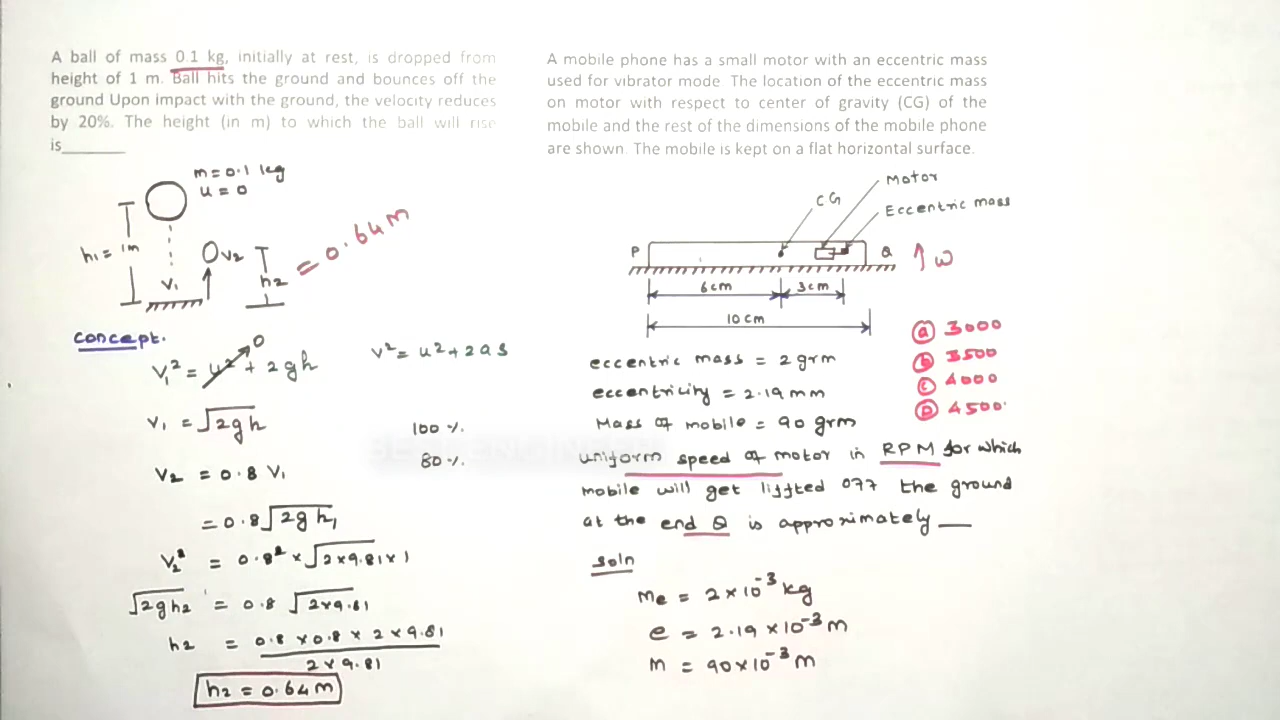 A ball of mass 0.1 kg, initially at rest, is dropped from
height of 1 m. Ball hits the ground and bounces off the
ground Upon impact with the ground, the velocity reduces
by 20%. The height (in m) to which the ball will rise
is________
m = 0.1 kg
u = 0
h1 = 1m
v1
v2
h2
= 0.64 m
concept.
V1² = u² + 2gh
0
v² = u² + 2as
v1 = √2gh
100 %.
80 %.
v2 = 0.8 v1
= 0.8 √2gh1
= 0.8² × √2×9.81×1
√2gh2 = 0.8 √2×9.81
h2 = 0.8 × 0.8 × 2 × 9.81
2 × 9.81
h2 = 0.64 m
A mobile phone has a small motor with an eccentric mass
used for vibrator mode The location of the eccentric mass
on motor with respect to center of gravity (CG) of the
mobile and the rest of the dimensions of the mobile phone
are shown. The mobile is kept on a flat horizontal surface.
Motor
CG
Eccentric mass
P
Q
ω
6cm
3cm
10 cm
a 3000
b 3500
c 4000
D 4500
eccentric mass = 2 grm
eccentricity = 2.19 mm
Mass of mobile = 90 grm
uniform speed of motor in RPM for which
mobile will get liffted off the ground
at the end Q is approximately __
soln
me = 2×10⁻³ kg
e = 2.19 ×10⁻³ m
m = 90×10⁻³ m